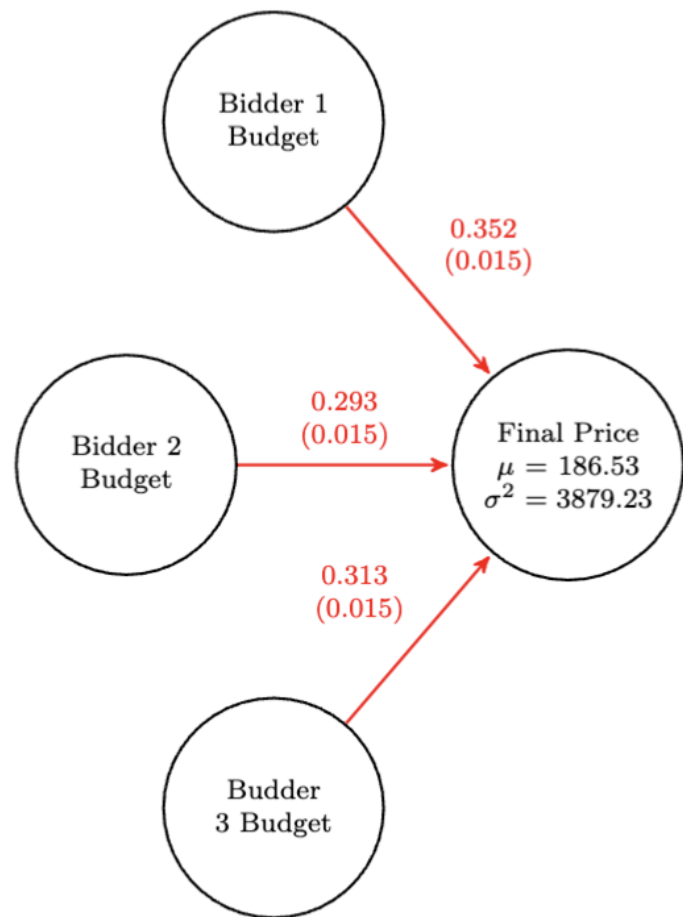 Bidder 1
Budget
0.352
(0.015)
0.293
(0.015)
Bidder 2
Budget
Final Price
μ = 186.53
σ² = 3879.23
0.313
(0.015)
Budder
3 Budget